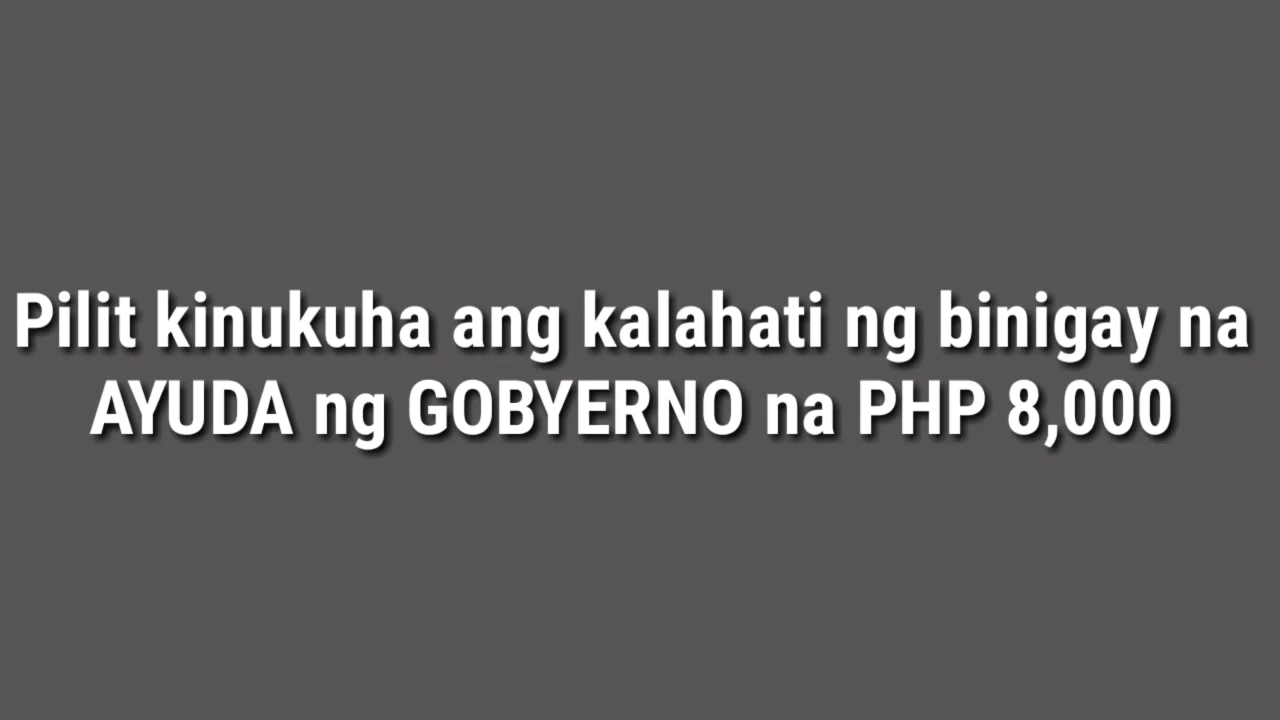 Pilit kinukuha ang kalahati ng binigay na
AYUDA ng GOBYERNO na PHP 8,000